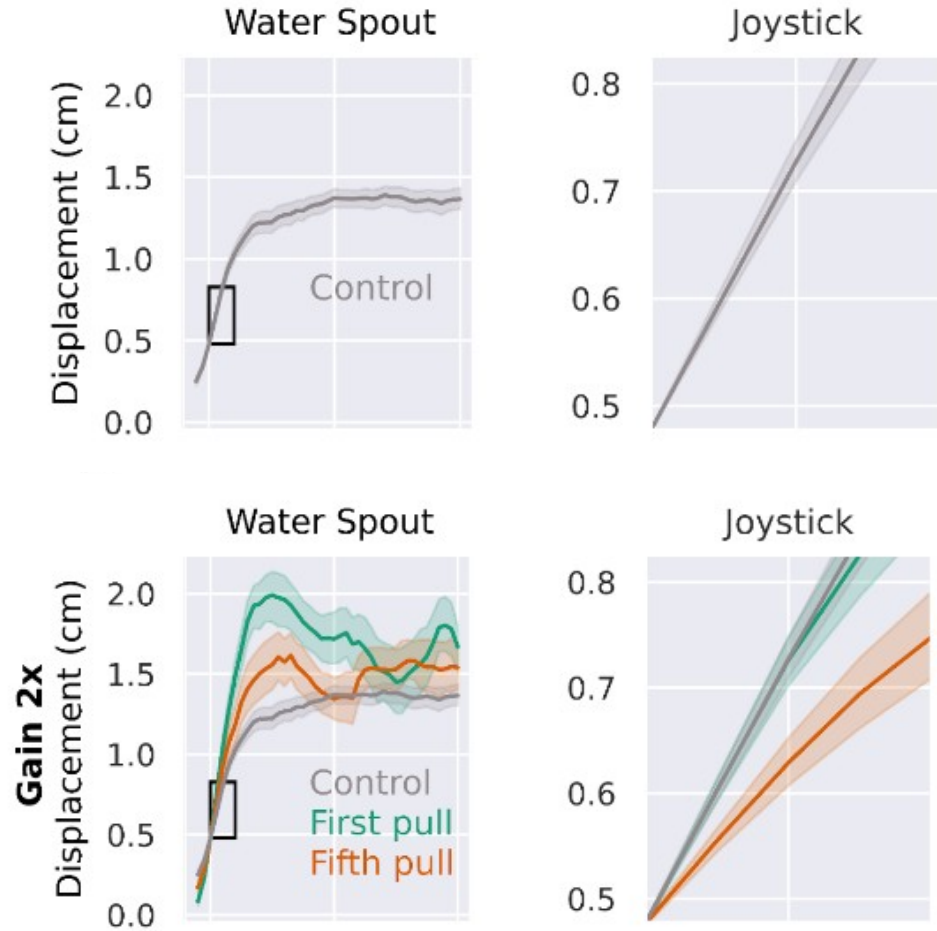 Water Spout
Joystick
Displacement (cm)
2.0
1.5
1.0
0.5
0.0
Control
0.8
0.7
0.6
0.5
Water Spout
Joystick
Gain 2x
Displacement (cm)
2.0
1.5
1.0
0.5
0.0
Control
First pull
Fifth pull
0.8
0.7
0.6
0.5